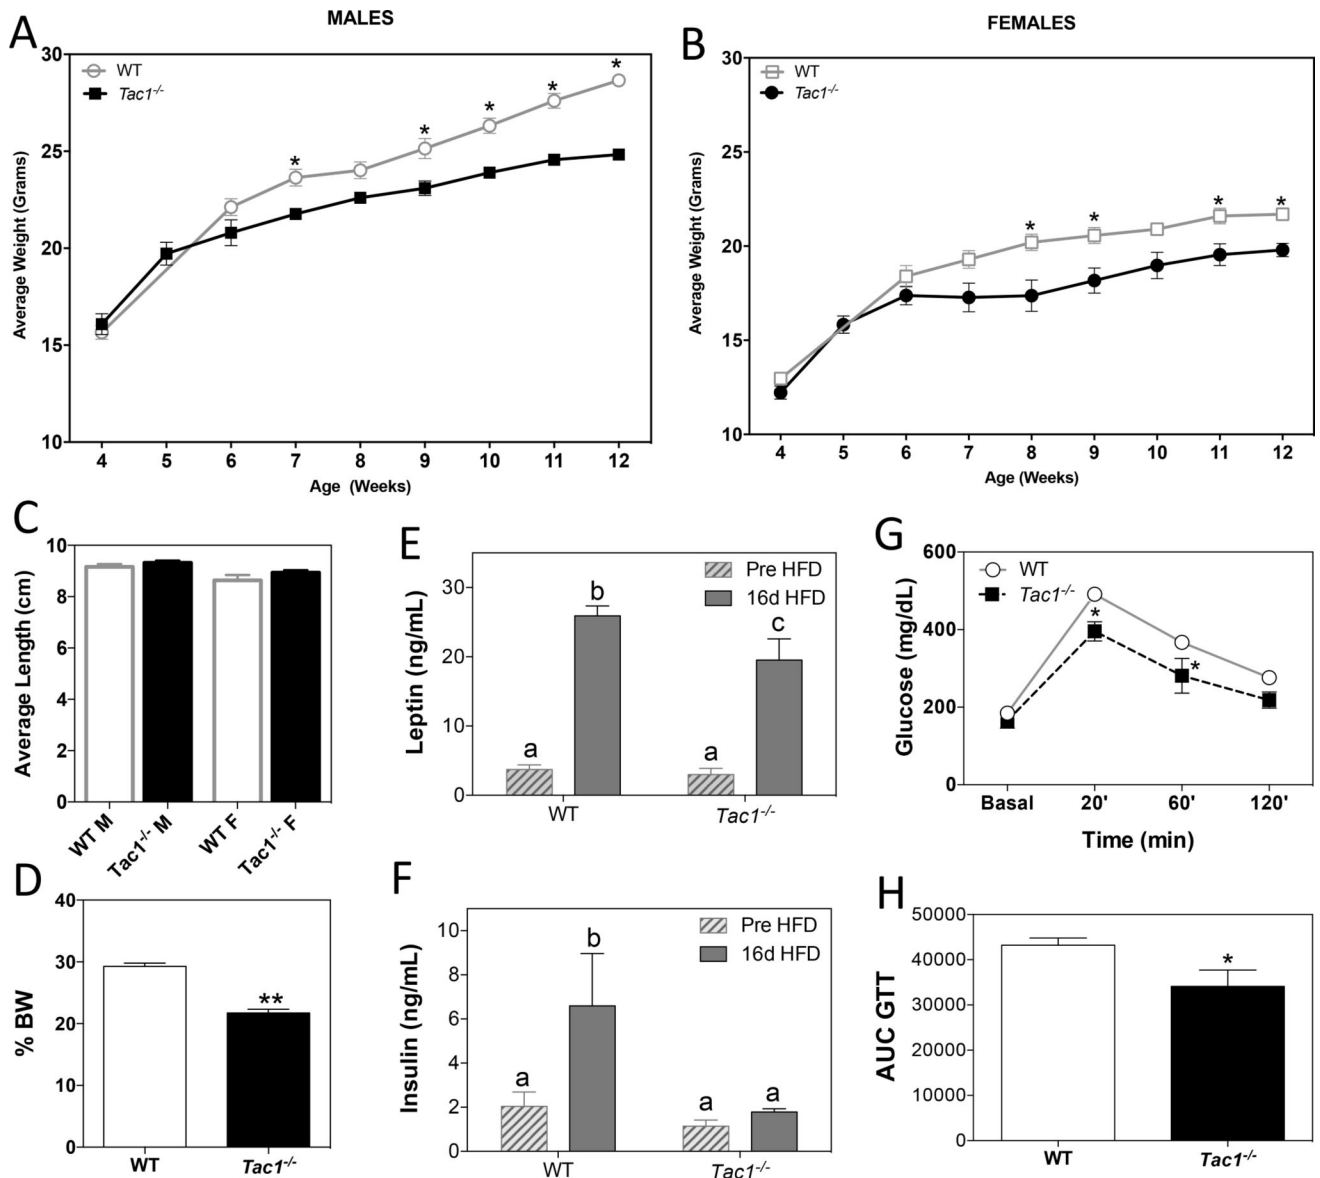 A
MALES
WT
Tac1-/-
30
25
20
15
10
* * * * * *
Average Weight (Grams)
4 5 6 7 8 9 10 11 12
Age (Weeks)
B
FEMALES
WT
Tac1-/-
30
25
20
15
10
* * * *
Average Weight (Grams)
4 5 6 7 8 9 10 11 12
Age (Weeks)
C
10
8
6
4
2
0
Average Length (cm)
WT M
Tac1-/- M
WT F
Tac1-/- F
D
40
30
20
10
0
% BW
**
WT
Tac1-/-
E
Pre HFD
16d HFD
30
20
10
0
Leptin (ng/mL)
a b a c
WT
Tac1-/-
F
Pre HFD
16d HFD
10
8
6
4
2
0
Insulin (ng/mL)
a b a a
WT
Tac1-/-
G
WT
Tac1-/-
600
400
200
0
Glucose (mg/dL)
* *
Basal 20' 60' 120'
Time (min)
H
50000
40000
30000
20000
10000
0
AUC GTT
*
WT
Tac1-/-